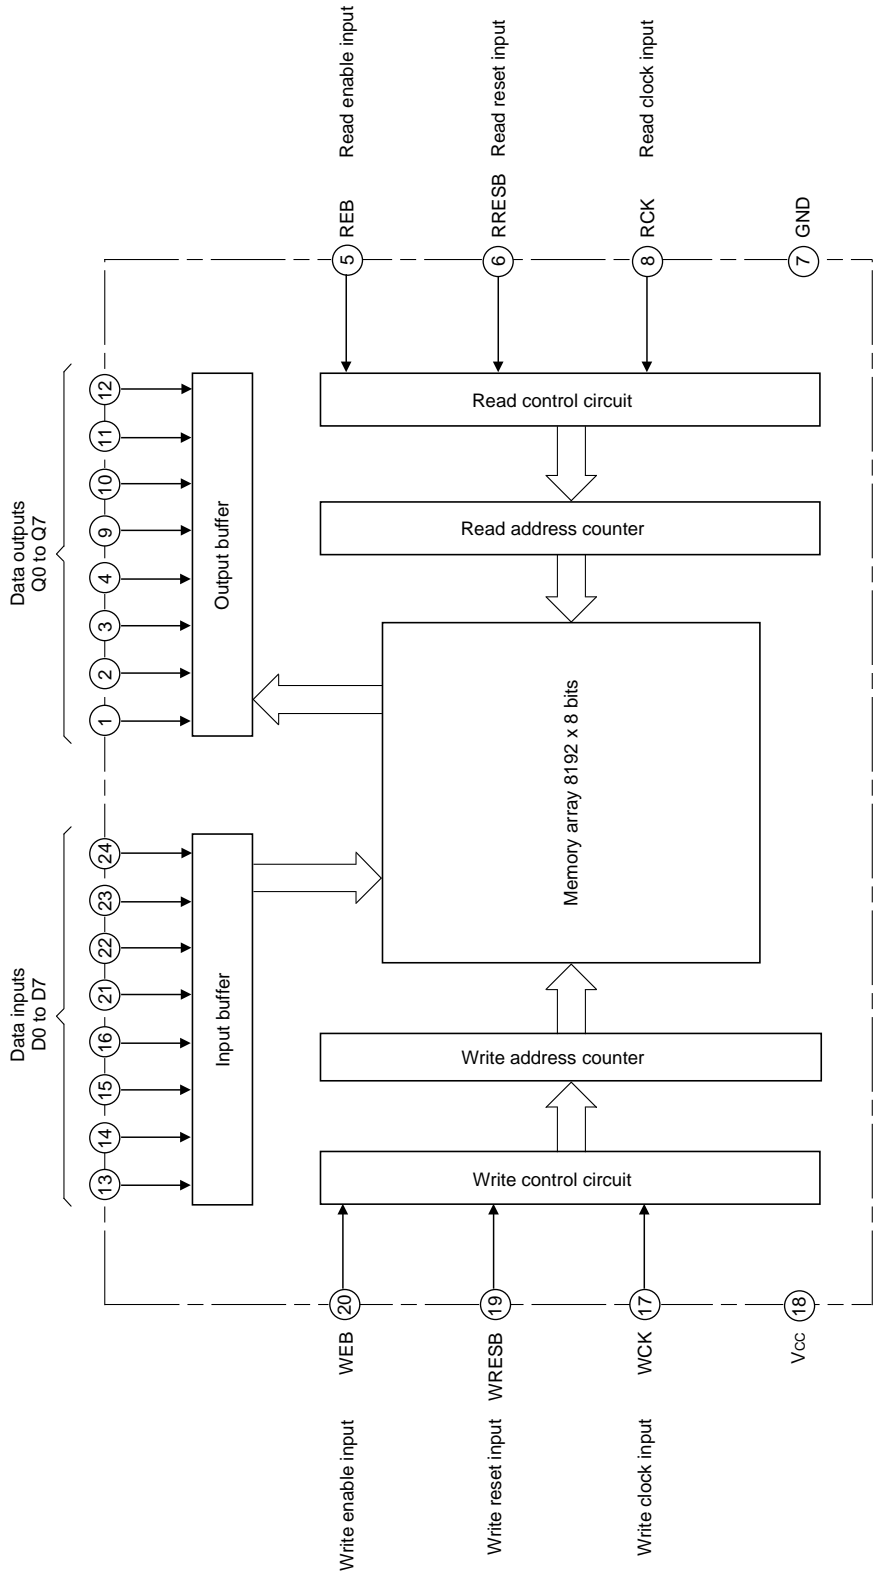 Data inputs
D0 to D7
Data outputs
Q0 to Q7
13
14
15
16
21
22
23
24
1
2
3
4
9
10
11
12
Input buffer
Output buffer
Write enable input
WEB
20
Write reset input
WRESB
19
Write clock input
WCK
17
Vcc
18
Write control circuit
Write address counter
Memory array 8192 x 8 bits
Read address counter
Read control circuit
5
REB
Read enable input
6
RRESB
Read reset input
8
RCK
Read clock input
7
GND